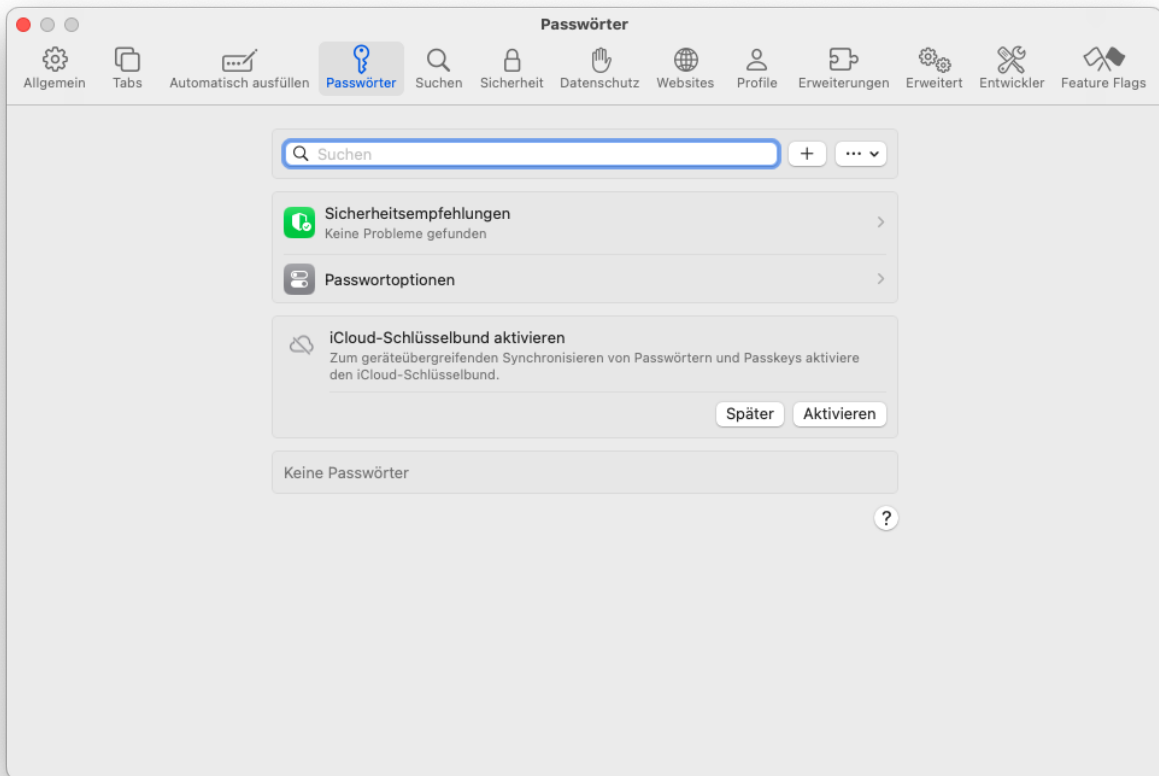 Passwörter
Allgemein
Tabs
Automatisch ausfüllen
Passwörter
Suchen
Sicherheit
Datenschutz
Websites
Profile
Erweiterungen
Erweitert
Entwickler
Feature Flags
Suchen
Sicherheitsempfehlungen
Keine Probleme gefunden
Passwortoptionen
iCloud-Schlüsselbund aktivieren
Zum geräteübergreifenden Synchronisieren von Passwörtern und Passkeys aktiviere
den iCloud-Schlüsselbund.
Später
Aktivieren
Keine Passwörter
?